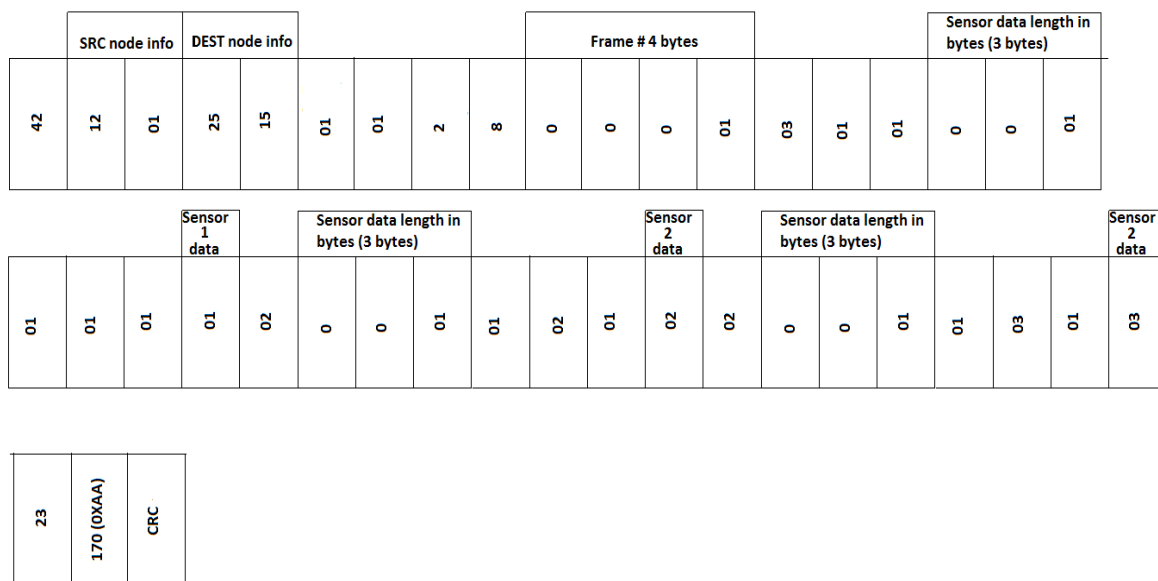 SRC node info DEST node info Frame # 4 bytes Sensor data length in
bytes (3 bytes)
42 12 01 25 15 01 01 2 8 0 0 0 01 03 01 01 0 0 01
Sensor
1
data
Sensor data length in
bytes (3 bytes)
Sensor
2
data
Sensor data length in
bytes (3 bytes)
Sensor
2
data
01 01 01 01 02 0 0 01 01 02 01 02 02 0 0 01 01 03 01 03
23 170 (0XAA) CRC